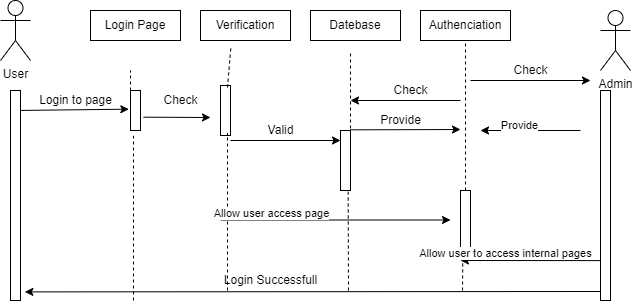 Login Page
Verification
Datebase
Authenciation
User
Admin
Check
Check
Login to page
Check
Provide
Provide
Valid
Allow user access page
Allow user to access internal pages
Login Successfull